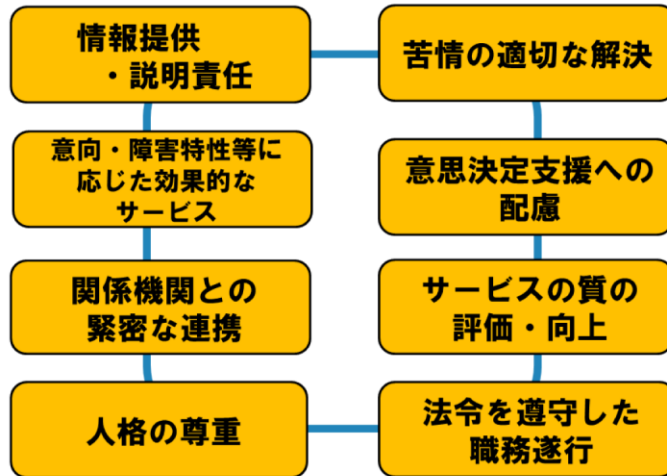 情報提供
・説明責任
苦情の適切な解決
意向・障害特性等に
応じた効果的な
サービス
意思決定支援への
配慮
関係機関との
緊密な連携
サービスの質の
評価・向上
人格の尊重
法令を遵守した
職務遂行